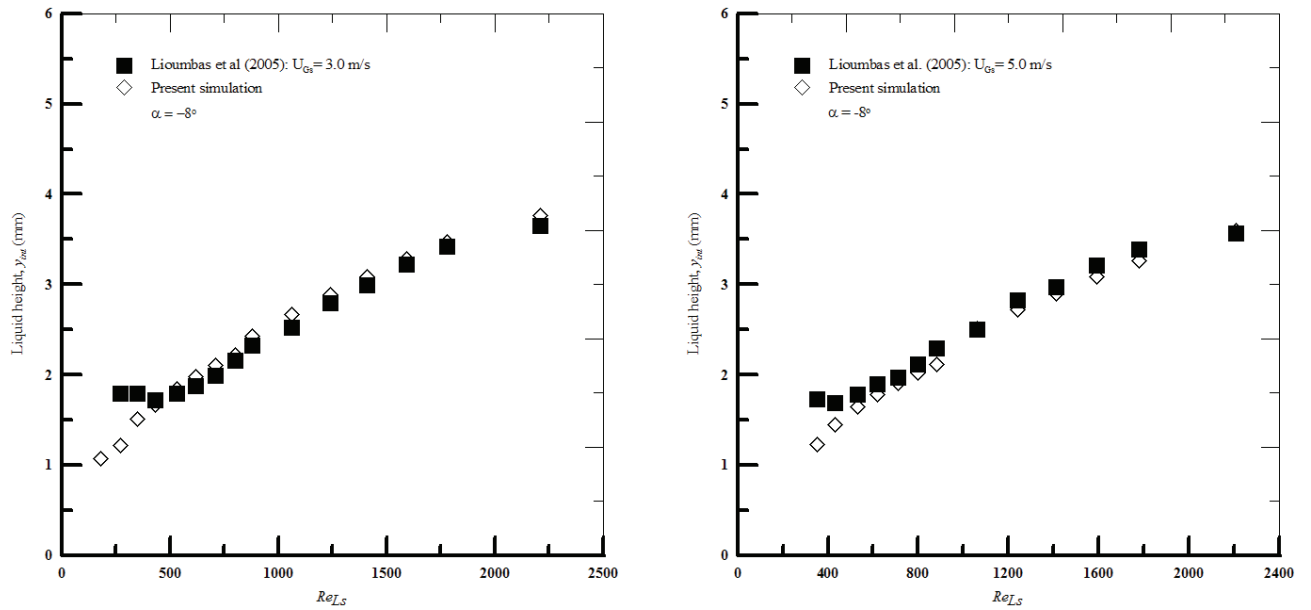 6
5
4
3
2
1
0
Liquid height, y_int (mm)
Lioumbas et al (2005): U_Gs = 3.0 m/s
Present simulation
α = −8°
0 500 1000 1500 2000 2500
Re_Ls
6
5
4
3
2
1
0
Liquid height, y_int (mm)
Lioumbas et al. (2005): U_Gs = 5.0 m/s
Present simulation
α = -8°
0 400 800 1200 1600 2000 2400
Re_Ls